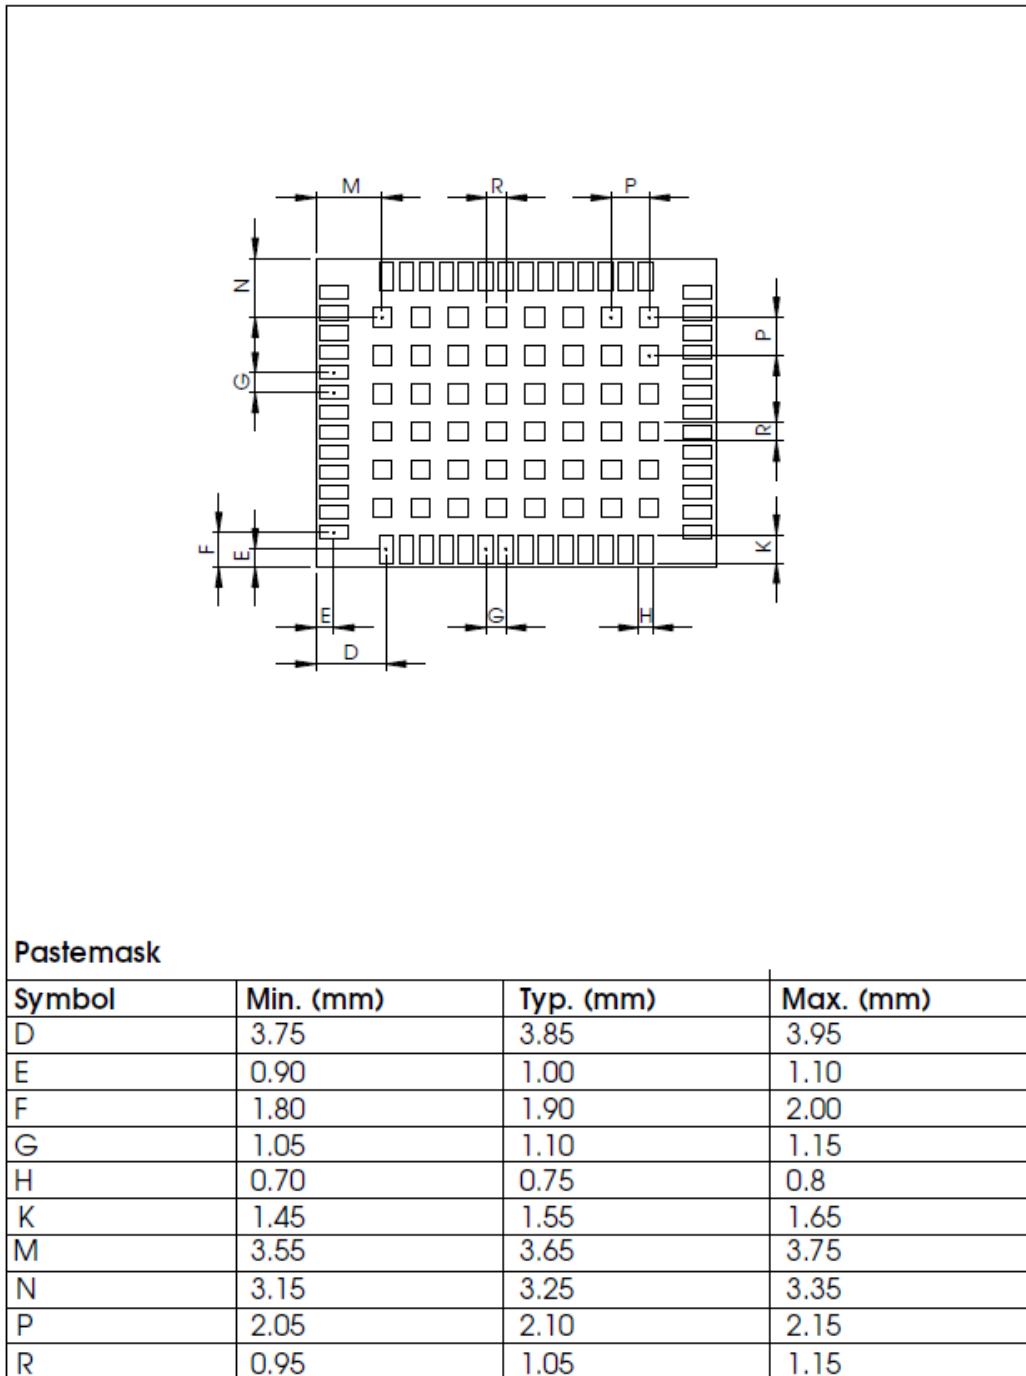 M R P
N
P
G
R
F E K
E G H
D
Pastemask
Symbol Min. (mm) Typ. (mm) Max. (mm)
D 3.75 3.85 3.95
E 0.90 1.00 1.10
F 1.80 1.90 2.00
G 1.05 1.10 1.15
H 0.70 0.75 0.8
K 1.45 1.55 1.65
M 3.55 3.65 3.75
N 3.15 3.25 3.35
P 2.05 2.10 2.15
R 0.95 1.05 1.15